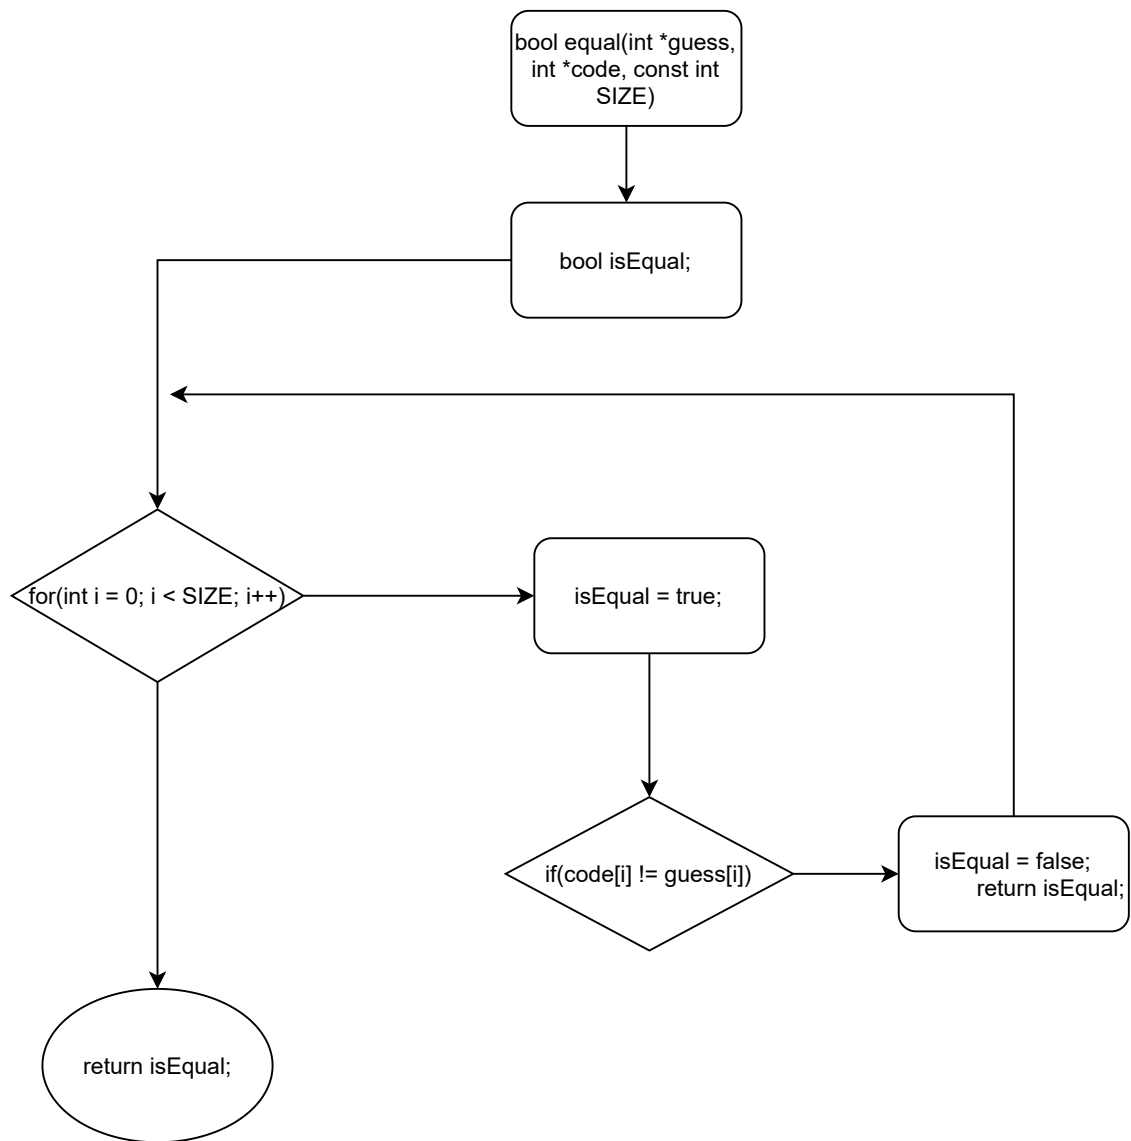 bool equal(int *guess,
int *code, const int
SIZE)
bool isEqual;
for(int i = 0; i < SIZE; i++)
isEqual = true;
if(code[i] != guess[i])
isEqual = false;
return isEqual;
return isEqual;